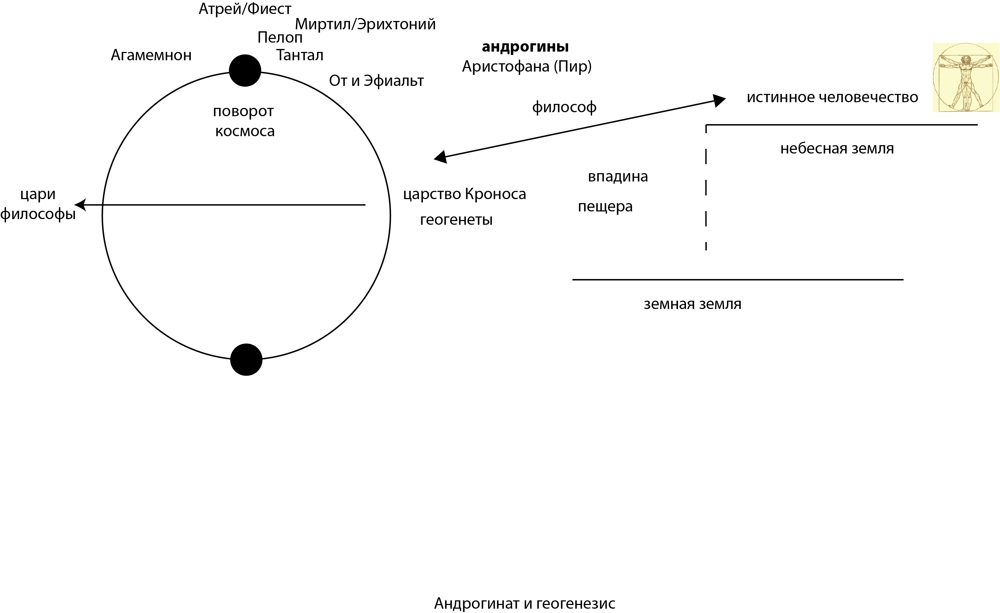 Атрей/Фиест
Миртил/Эрихтоний
Пелоп
Агамемнон
Тантал
андрогины
Аристофана (Пир)
От и Эфиальт
истинное человечество
философ
поворот
космоса
небесная земля
впадина
цари
философы
царство Кроноса
пещера
геогенеты
земная земля
Андрогинат и геогенезис